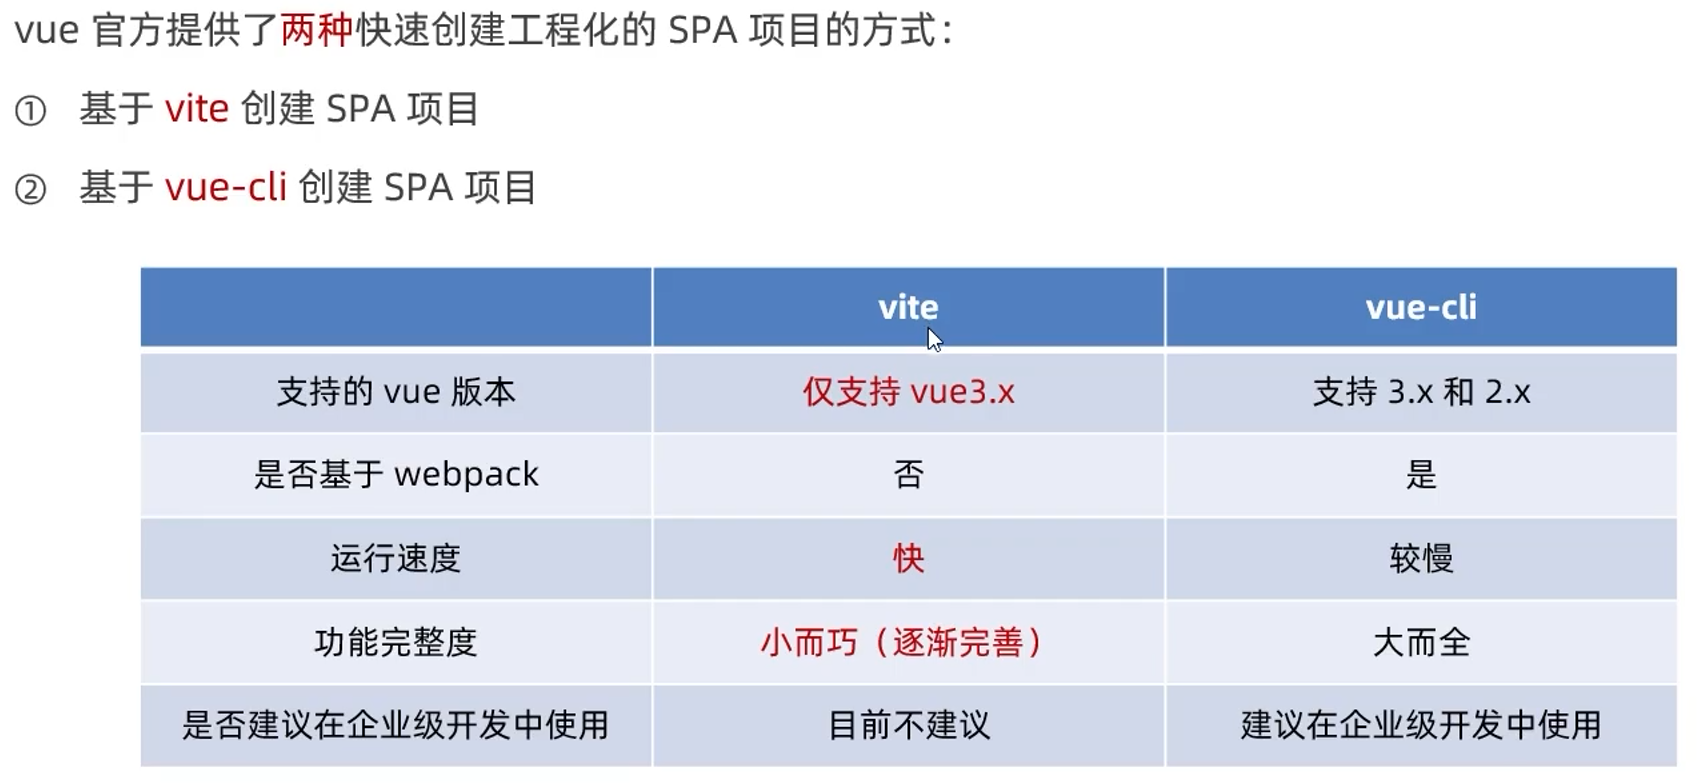 vue 官方提供了两种快速创建工程化的 SPA 项目的方式：
① 基于 vite 创建 SPA 项目
② 基于 vue-cli 创建 SPA 项目
vite vue-cli
支持的 vue 版本 仅支持 vue3.x 支持 3.x 和 2.x
是否基于 webpack 否 是
运行速度 快 较慢
功能完整度 小而巧（逐渐完善） 大而全
是否建议在企业级开发中使用 目前不建议 建议在企业级开发中使用